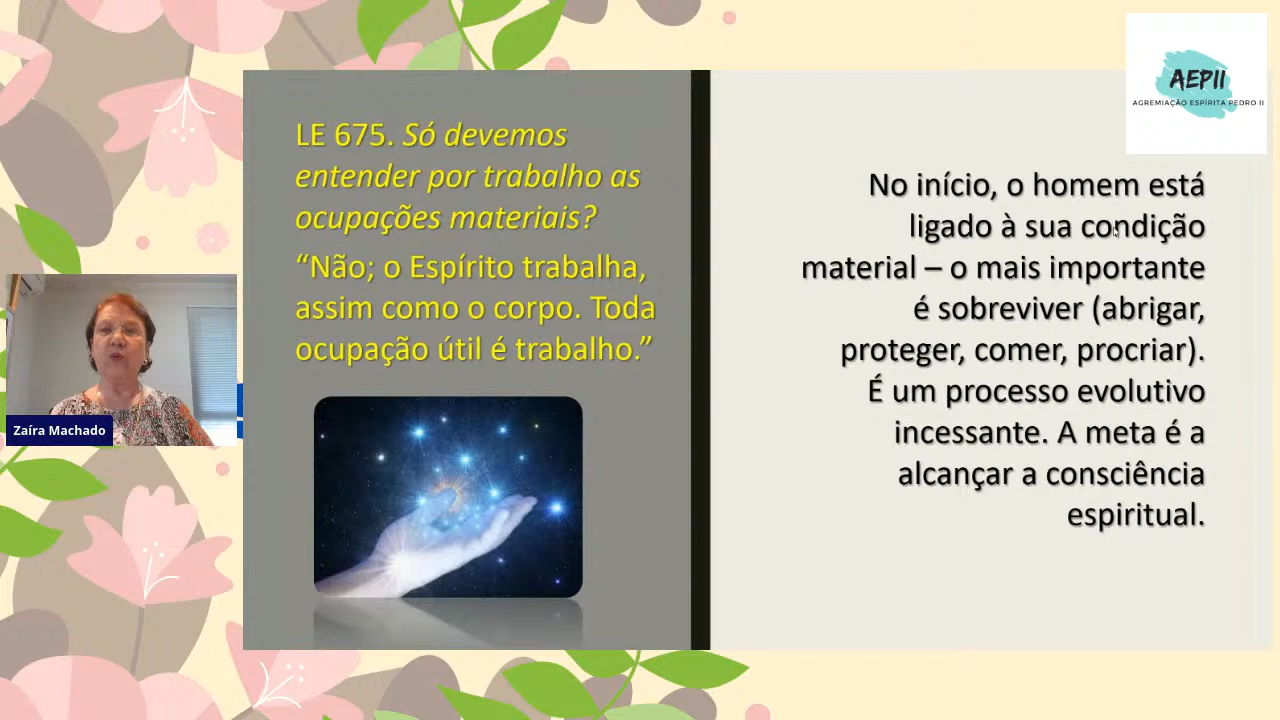 AEPII
AGREMIAÇÃO ESPÍRITA PEDRO II
LE 675. Só devemos
entender por trabalho as
ocupações materiais?
“Não; o Espírito trabalha,
assim como o corpo. Toda
ocupação útil é trabalho.”
No início, o homem está
ligado à sua condição
material – o mais importante
é sobreviver (abrigar,
proteger, comer, procriar).
É um processo evolutivo
incessante. A meta é a
alcançar a consciência
espiritual.
Zaíra Machado